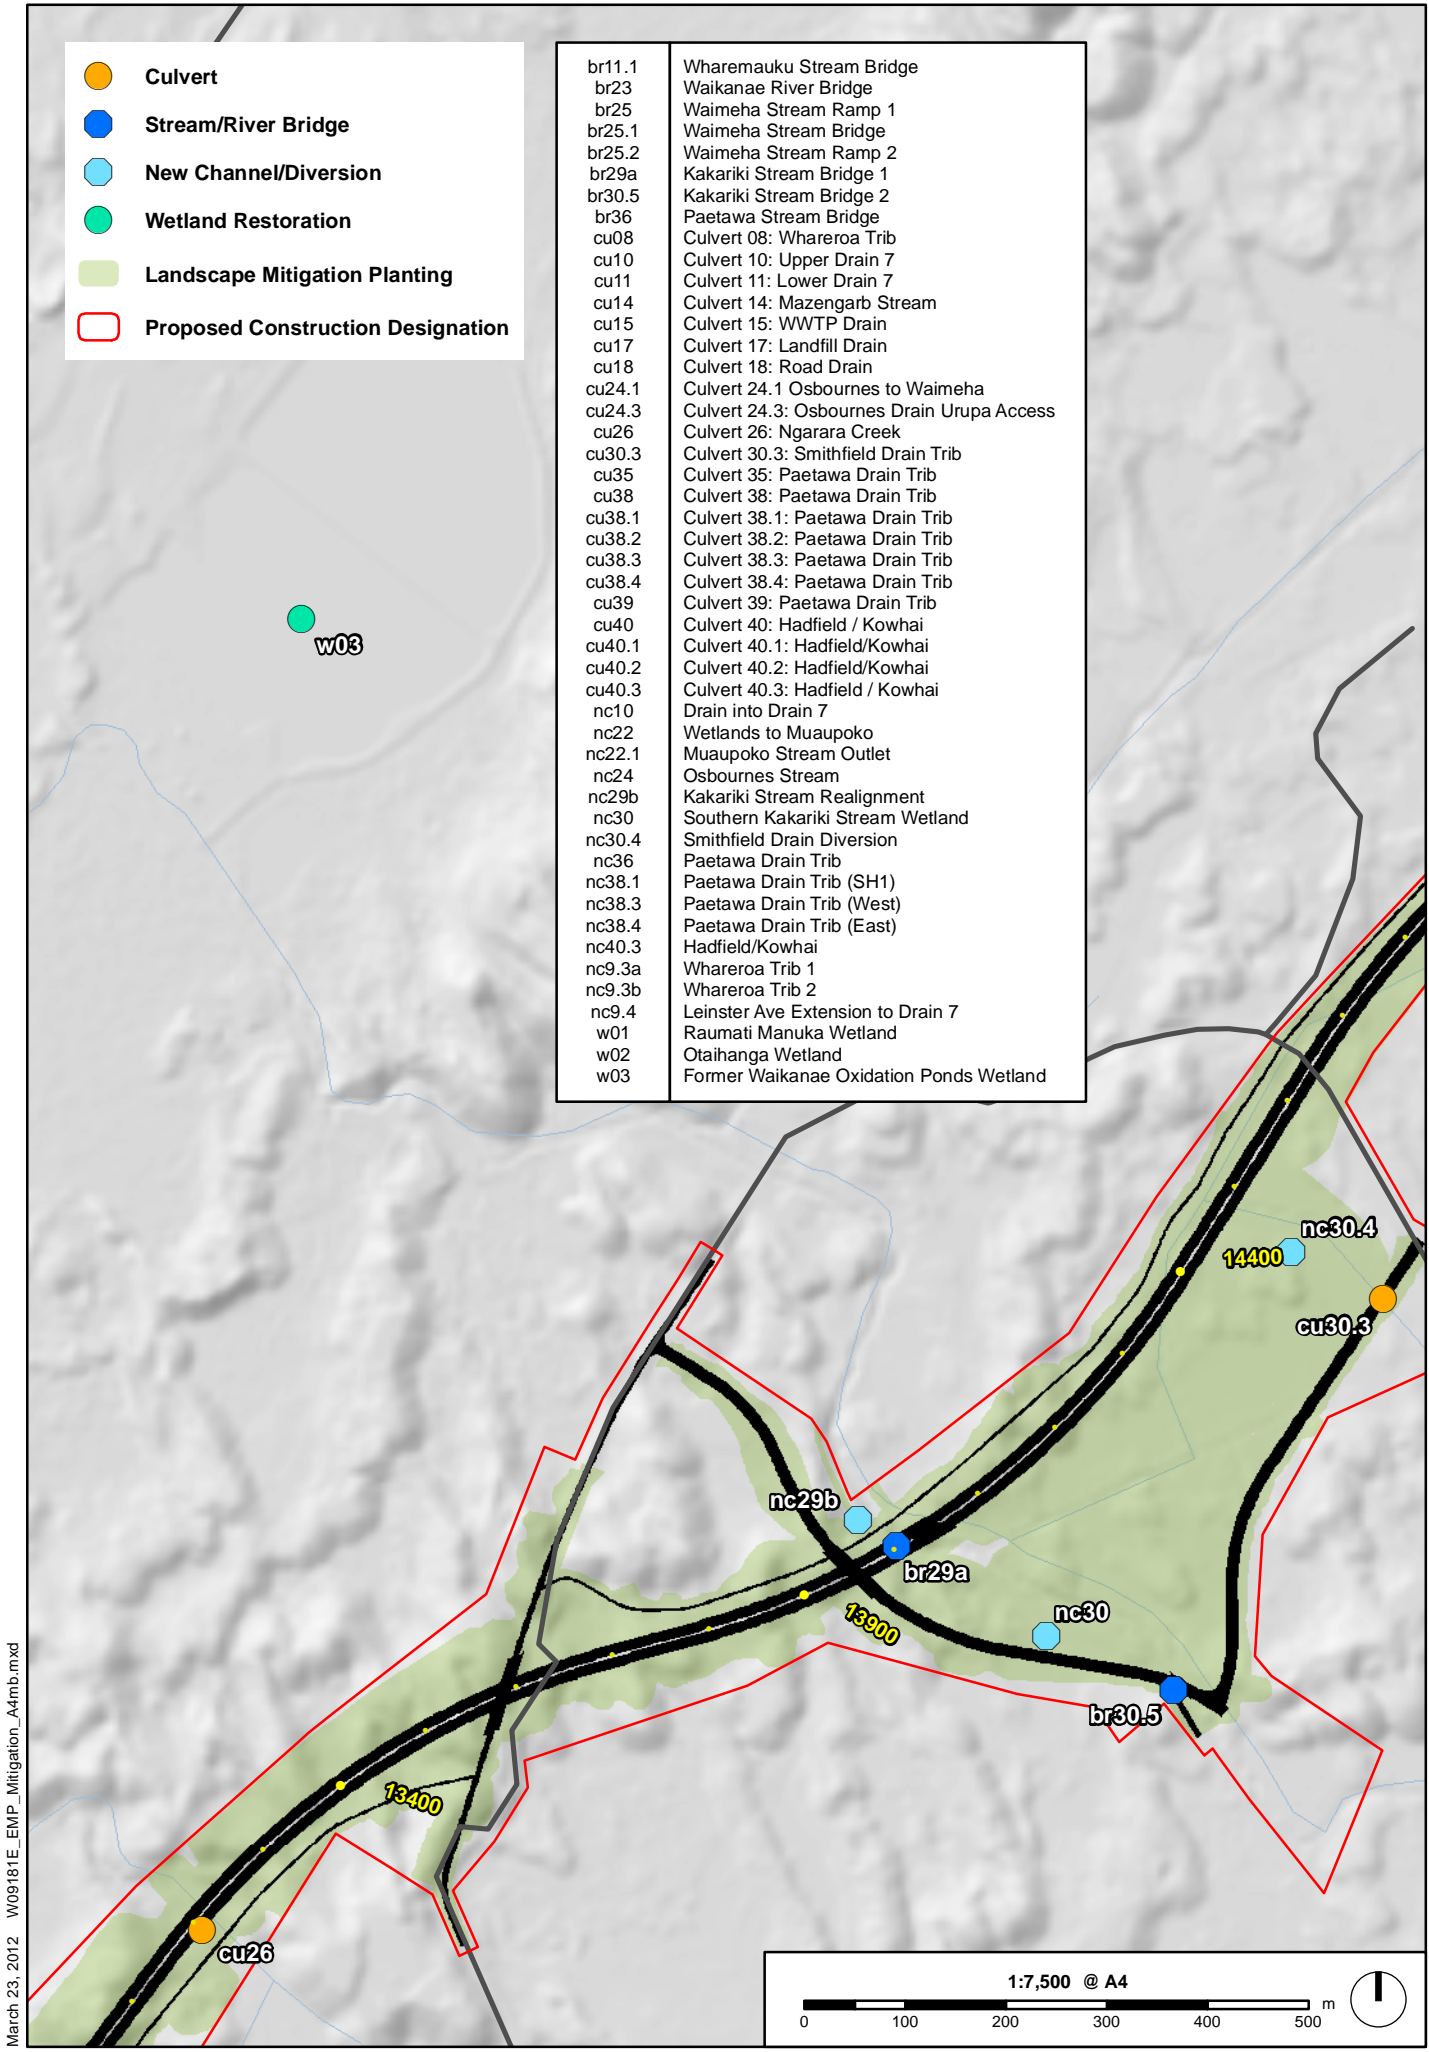 Culvert
Stream/River Bridge
New Channel/Diversion
Wetland Restoration
Landscape Mitigation Planting
Proposed Construction Designation
br11.1 Wharemauku Stream Bridge
br23 Waikanae River Bridge
br25 Waimeha Stream Ramp 1
br25.1 Waimeha Stream Bridge
br25.2 Waimeha Stream Ramp 2
br29a Kakariki Stream Bridge 1
br30.5 Kakariki Stream Bridge 2
br36 Paetawa Stream Bridge
cu08 Culvert 08: Whareroa Trib
cu10 Culvert 10: Upper Drain 7
cu11 Culvert 11: Lower Drain 7
cu14 Culvert 14: Mazengarb Stream
cu15 Culvert 15: WWTP Drain
cu17 Culvert 17: Landfill Drain
cu18 Culvert 18: Road Drain
cu24.1 Culvert 24.1 Osbournes to Waimeha
cu24.3 Culvert 24.3: Osbournes Drain Urupa Access
cu26 Culvert 26: Ngarara Creek
cu30.3 Culvert 30.3: Smithfield Drain Trib
cu35 Culvert 35: Paetawa Drain Trib
cu38 Culvert 38: Paetawa Drain Trib
cu38.1 Culvert 38.1: Paetawa Drain Trib
cu38.2 Culvert 38.2: Paetawa Drain Trib
cu38.3 Culvert 38.3: Paetawa Drain Trib
cu38.4 Culvert 38.4: Paetawa Drain Trib
cu39 Culvert 39: Paetawa Drain Trib
cu40 Culvert 40: Hadfield / Kowhai
cu40.1 Culvert 40.1: Hadfield/Kowhai
cu40.2 Culvert 40.2: Hadfield/Kowhai
cu40.3 Culvert 40.3: Hadfield / Kowhai
nc10 Drain into Drain 7
nc22 Wetlands to Muaupoko
nc22.1 Muaupoko Stream Outlet
nc24 Osbournes Stream
nc29b Kakariki Stream Realignment
nc30 Southern Kakariki Stream Wetland
nc30.4 Smithfield Drain Diversion
nc36 Paetawa Drain Trib
nc38.1 Paetawa Drain Trib (SH1)
nc38.3 Paetawa Drain Trib (West)
nc38.4 Paetawa Drain Trib (East)
nc40.3 Hadfield/Kowhai
nc9.3a Whareroa Trib 1
nc9.3b Whareroa Trib 2
nc9.4 Leinster Ave Extension to Drain 7
w01 Raumati Manuka Wetland
w02 Otaihanga Wetland
w03 Former Waikanae Oxidation Ponds Wetland
w03
nc30.4
14400
cu30.3
nc29b
br29a
13900
nc30
br30.5
13400
cu26
1:7,500 @ A4
0 100 200 300 400 500 m
March 23, 2012 W09181E_EMP_Mitigation_A4mb.mxd